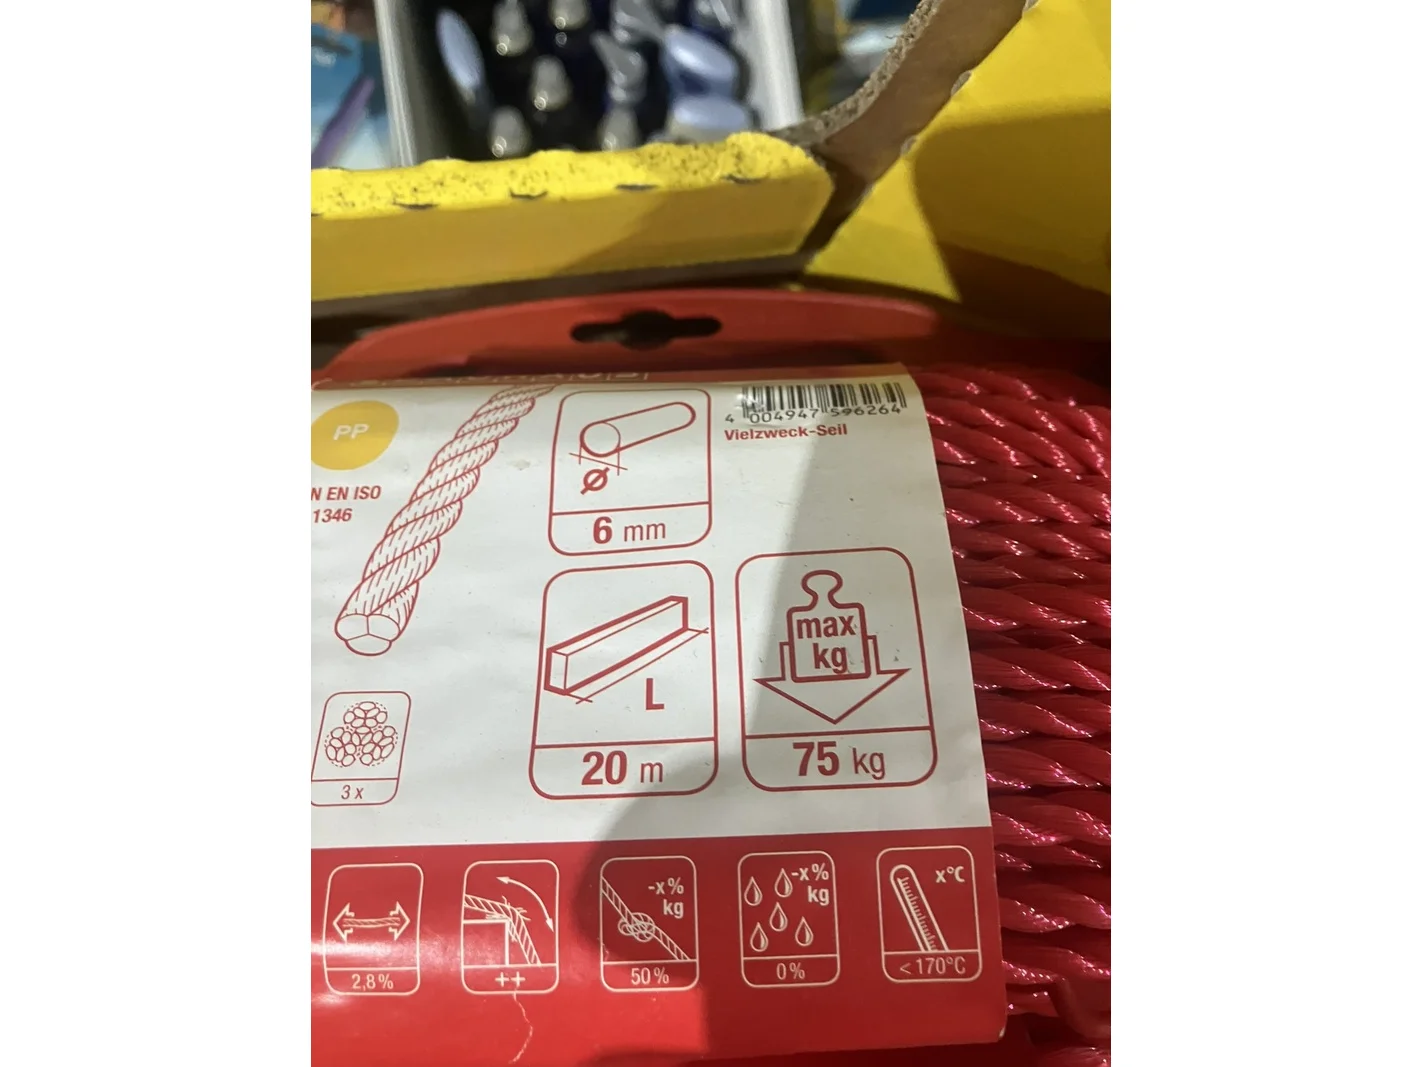 PP
N EN ISO
1346
3 x
Ø
6 mm
4 004947 596264
Vielzweck-Seil
L
20 m
max
kg
75 kg
2,8%
++
-x%
kg
50%
-x%
kg
0%
x°C
<170°C